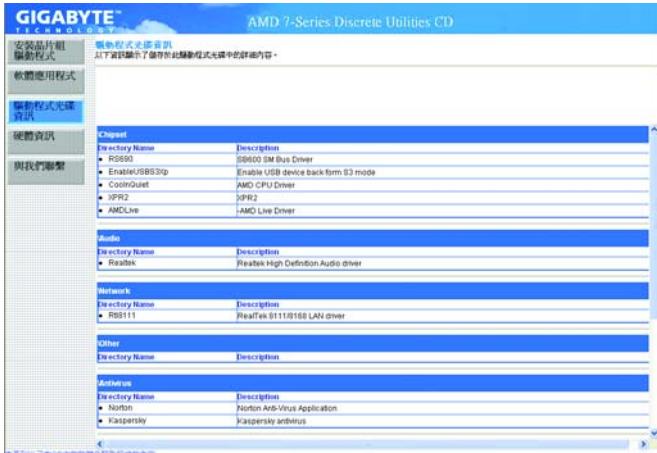 GIGABYTE™
TECHNOLOGY
AMD 7-Series Discrete Utilities CD
安裝晶片組
驅動程式
軟體應用程式
驅動程式光碟
資訊
硬體資訊
與我們聯繫
驅動程式光碟資訊
以下資訊顯示了儲存於此驅動程式光碟中的詳細內容。
\Chipset
Directory Name Description
RS690 SB600 SM Bus Driver
EnableUSBS3Xp Enable USB device back form S3 mode
CoolnQuiet AMD CPU Driver
XPR2 XPR2
AMDLive -AMD Live Driver
\Audio
Directory Name Description
Realtek Realtek High Definition Audio driver
\Network
Directory Name Description
Rtl8111 RealTek 8111/8168 LAN driver
\Other
Directory Name Description
\Antivirus
Directory Name Description
Norton Norton Anti-Virus Application
Kaspersky Kaspersky antivirus